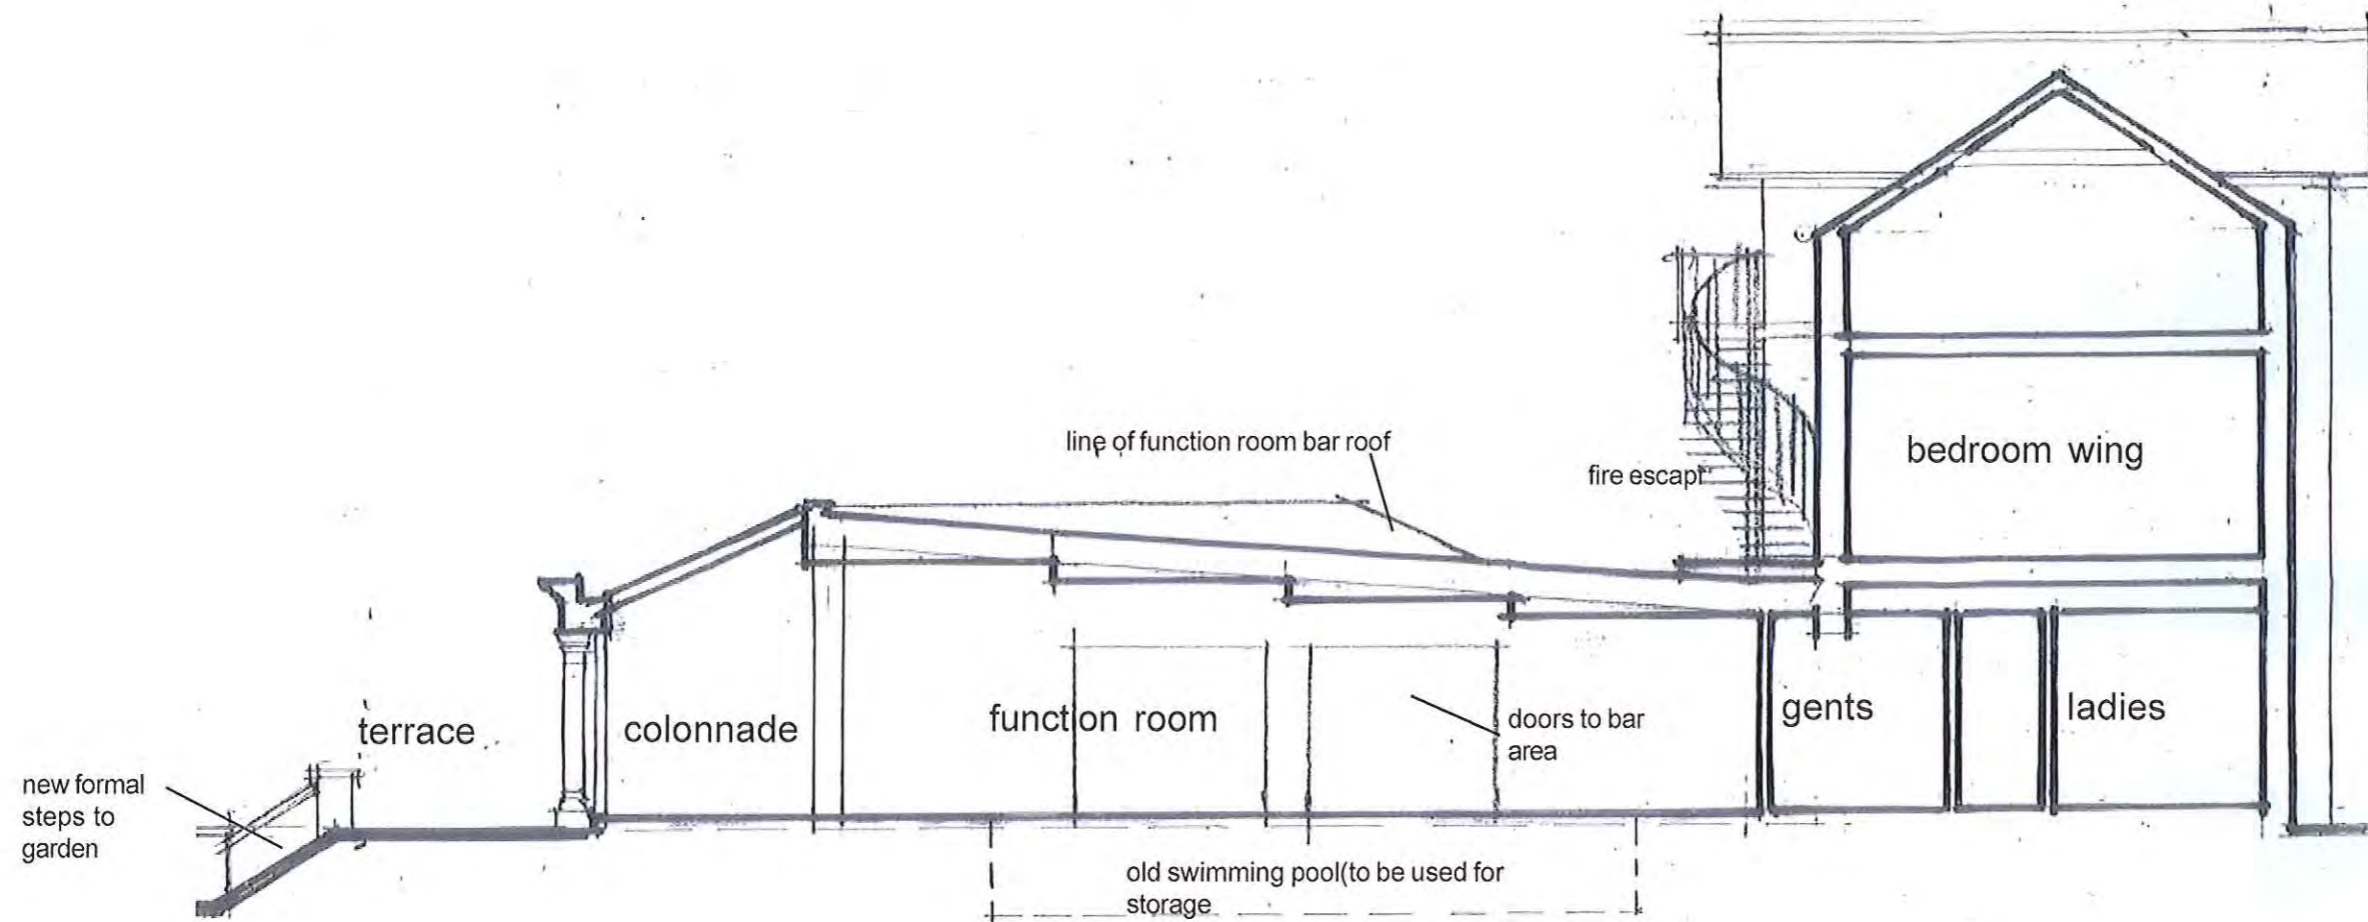 line of function room bar roof
fire escap
bedroom wing
terrace
colonnade
function room
doors to bar
area
gents
ladies
new formal
steps to
garden
old swimming pool(to be used for
storage